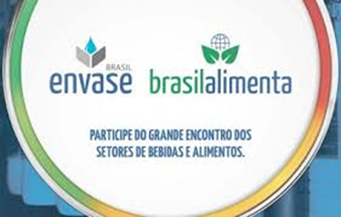 BRASIL
envase brasilalimenta
PARTICIPE DO GRANDE ENCONTRO DOS
SETORES DE BEBIDAS E ALIMENTOS.